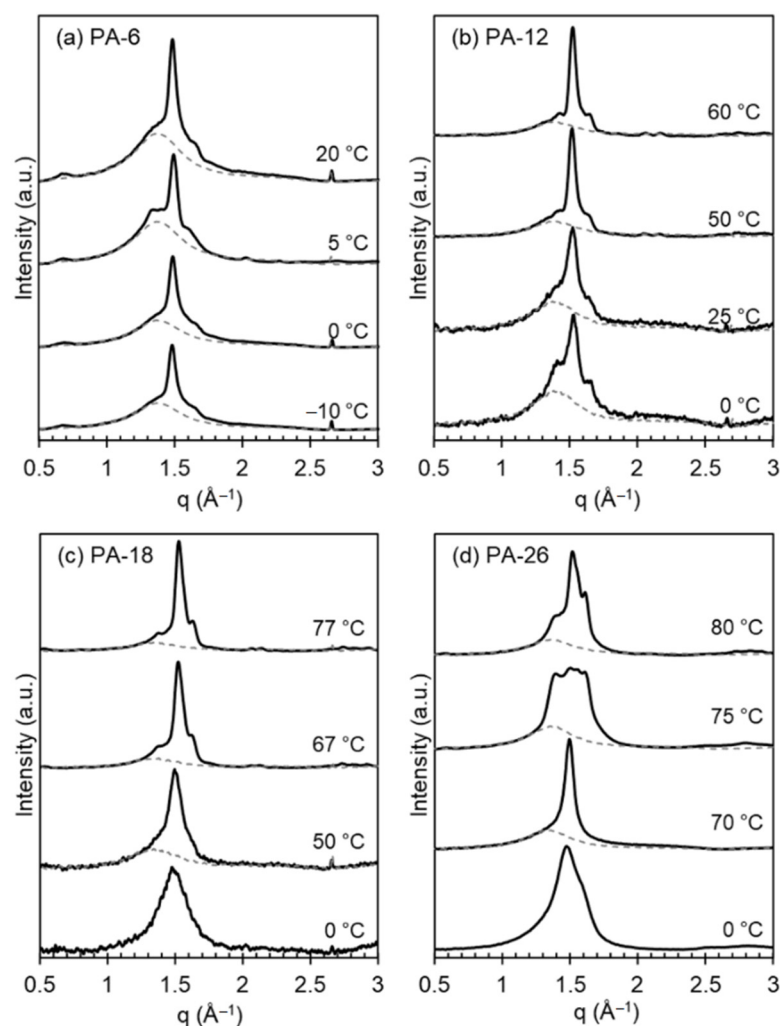 (a) PA-6
20 °C
5 °C
0 °C
−10 °C
Intensity (a.u.)
0.5 1 1.5 2 2.5 3
q (Å−1)
(b) PA-12
60 °C
50 °C
25 °C
0 °C
Intensity (a.u.)
0.5 1 1.5 2 2.5 3
q (Å−1)
(c) PA-18
77 °C
67 °C
50 °C
0 °C
Intensity (a.u.)
0.5 1 1.5 2 2.5 3
q (Å−1)
(d) PA-26
80 °C
75 °C
70 °C
0 °C
Intensity (a.u.)
0.5 1 1.5 2 2.5 3
q (Å−1)